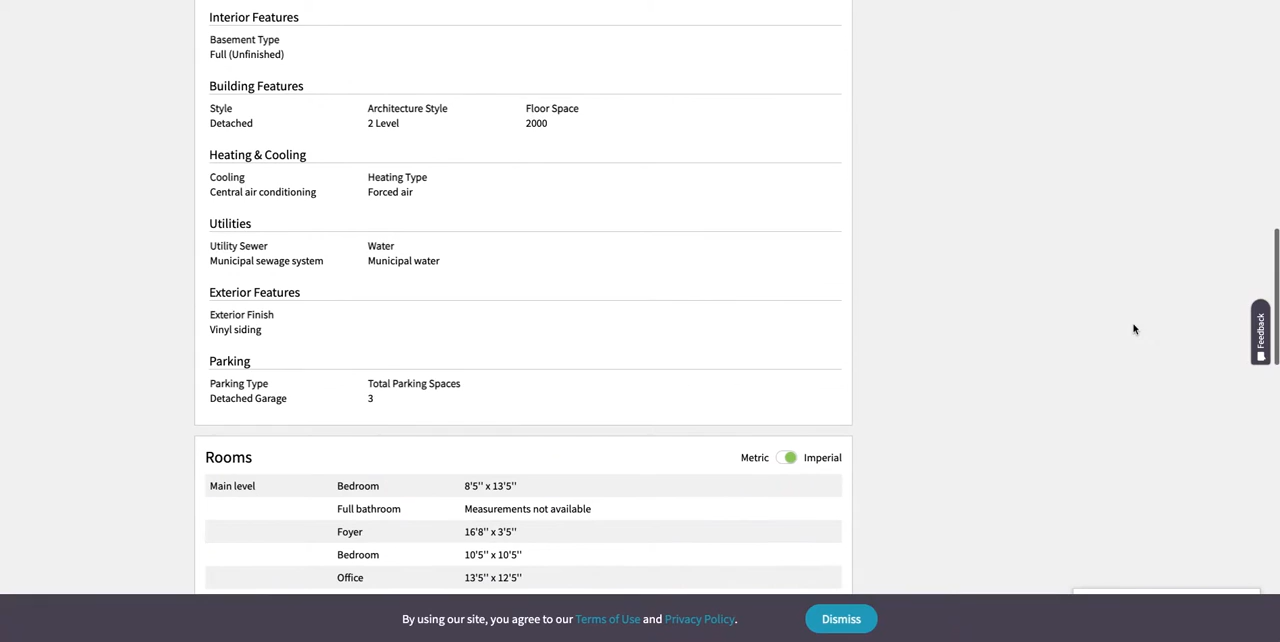 Interior Features
Basement Type
Full (Unfinished)
Building Features
Style Architecture Style Floor Space
Detached 2 Level 2000
Heating & Cooling
Cooling Heating Type
Central air conditioning Forced air
Utilities
Utility Sewer Water
Municipal sewage system Municipal water
Exterior Features
Exterior Finish
Vinyl siding
Parking
Parking Type Total Parking Spaces
Detached Garage 3
Feedback
Rooms Metric Imperial
Main level Bedroom 8'5'' x 13'5''
Full bathroom Measurements not available
Foyer 16'8'' x 3'5''
Bedroom 10'5'' x 10'5''
Office 13'5'' x 12'5''
By using our site, you agree to our Terms of Use and Privacy Policy. Dismiss